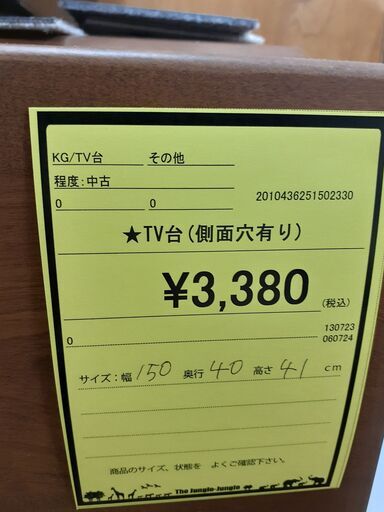 KG/TV台 その他
程度:中古
0 0 2010436251502330
★TV台(側面穴有り)
¥3,380 (税込)
130723
0 060724
サイズ:幅 150 奥行 40 高さ 41 cm
商品のサイズ、状態を よくご確認下さい。
The Jungle-Jungle